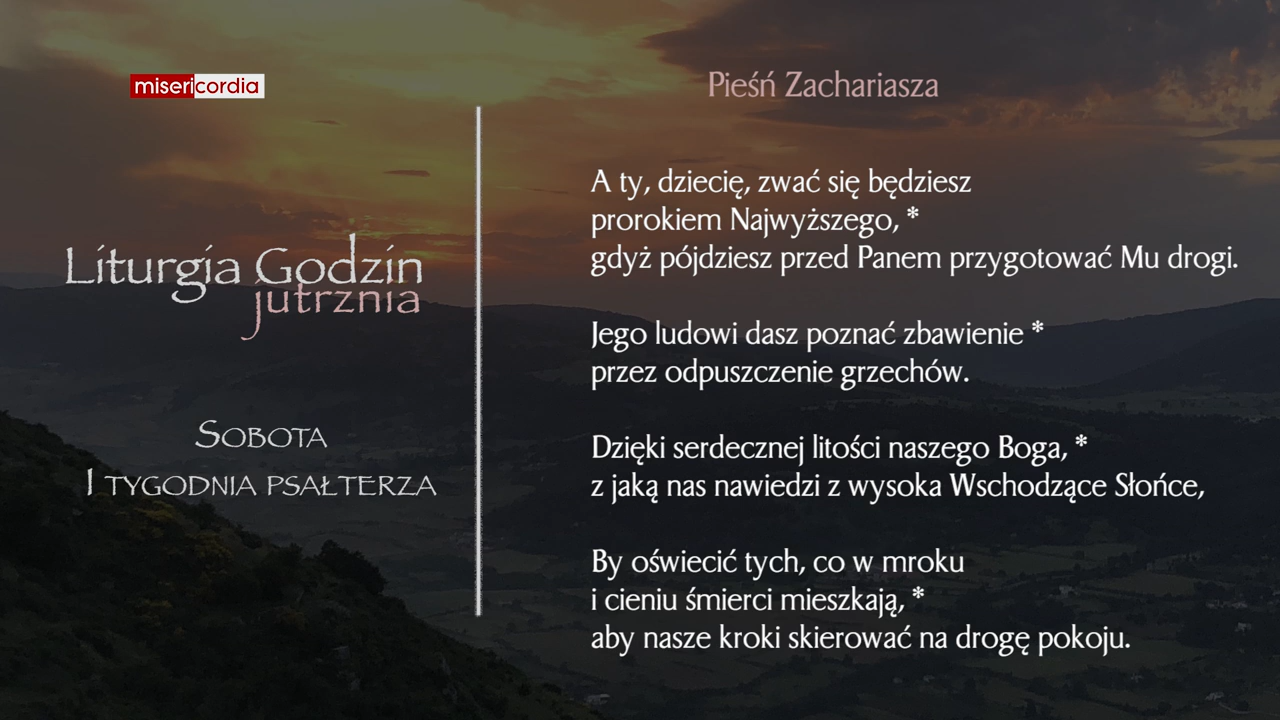 misericordia
Liturgia Godzin
jutrznia
Sobota
I tygodnia psałterza
Pieśń Zachariasza
A ty, dziecię, zwać się będziesz
prorokiem Najwyższego, *
gdyż pójdziesz przed Panem przygotować Mu drogi.
Jego ludowi dasz poznać zbawienie *
przez odpuszczenie grzechów.
Dzięki serdecznej litości naszego Boga, *
z jaką nas nawiedzi z wysoka Wschodzące Słońce,
By oświecić tych, co w mroku
i cieniu śmierci mieszkają, *
aby nasze kroki skierować na drogę pokoju.